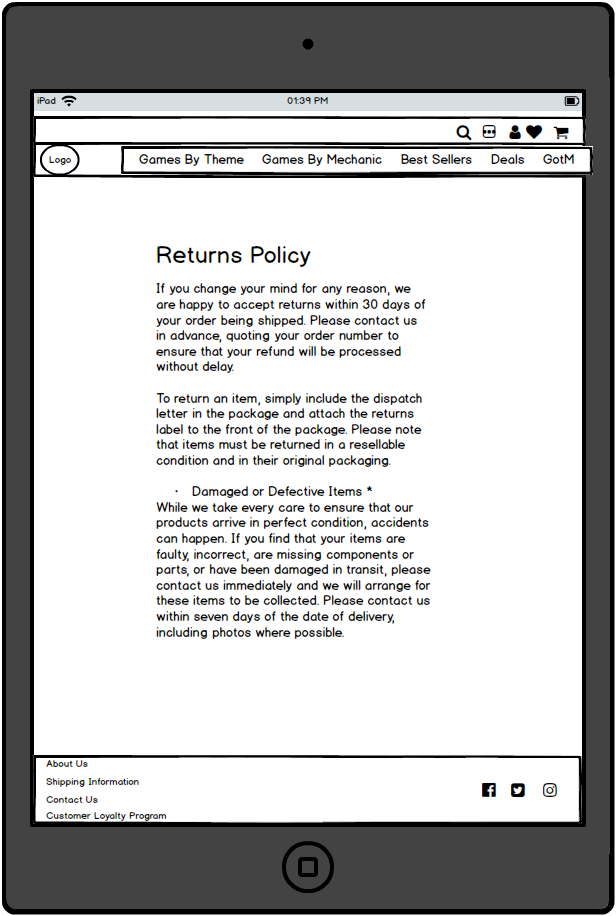 iPad 01:39 PM
Logo
Games By Theme Games By Mechanic Best Sellers Deals GotM
Returns Policy
If you change your mind for any reason, we
are happy to accept returns within 30 days of
your order being shipped. Please contact us
in advance, quoting your order number to
ensure that your refund will be processed
without delay.
To return an item, simply include the dispatch
letter in the package and attach the returns
label to the front of the package. Please note
that items must be returned in a resellable
condition and in their original packaging.
· Damaged or Defective Items *
While we take every care to ensure that our
products arrive in perfect condition, accidents
can happen. If you find that your items are
faulty, incorrect, are missing components or
parts, or have been damaged in transit, please
contact us immediately and we will arrange for
these items to be collected. Please contact us
within seven days of the date of delivery,
including photos where possible.
About Us
Shipping Information
Contact Us
Customer Loyalty Program